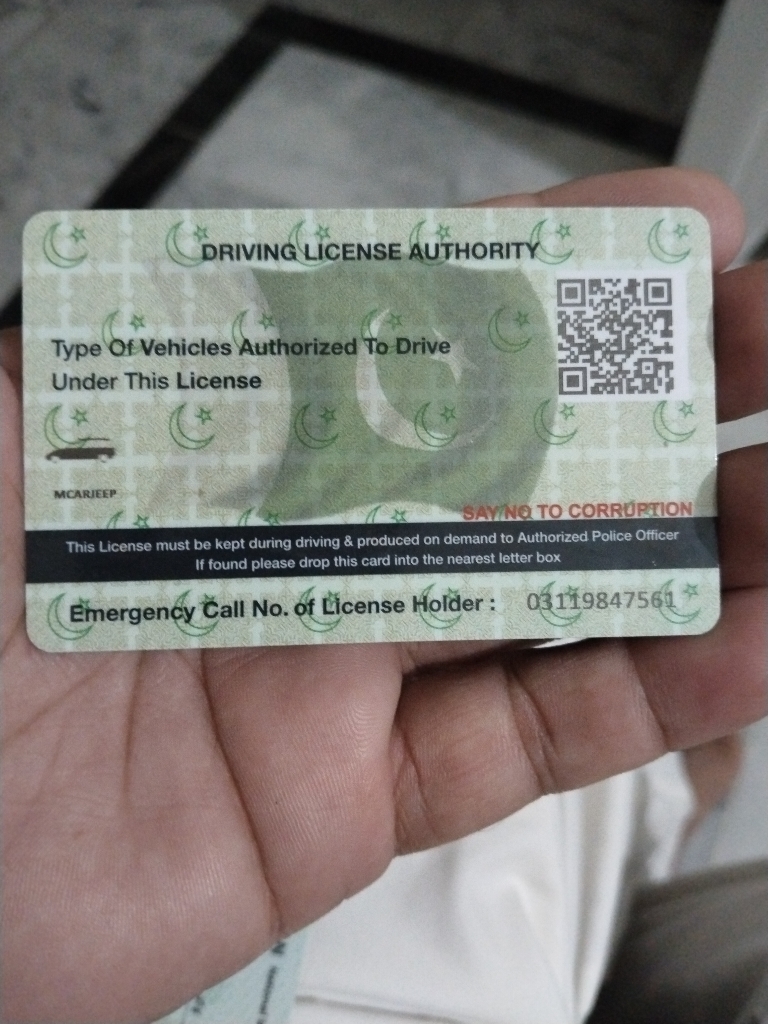 DRIVING LICENSE AUTHORITY
Type Of Vehicles Authorized To Drive
Under This License
MCARJEEP
SAY NO TO CORRUPTION
This License must be kept during driving & produced on demand to Authorized Police Officer
If found please drop this card into the nearest letter box
Emergency Call No. of License Holder : 03119847561